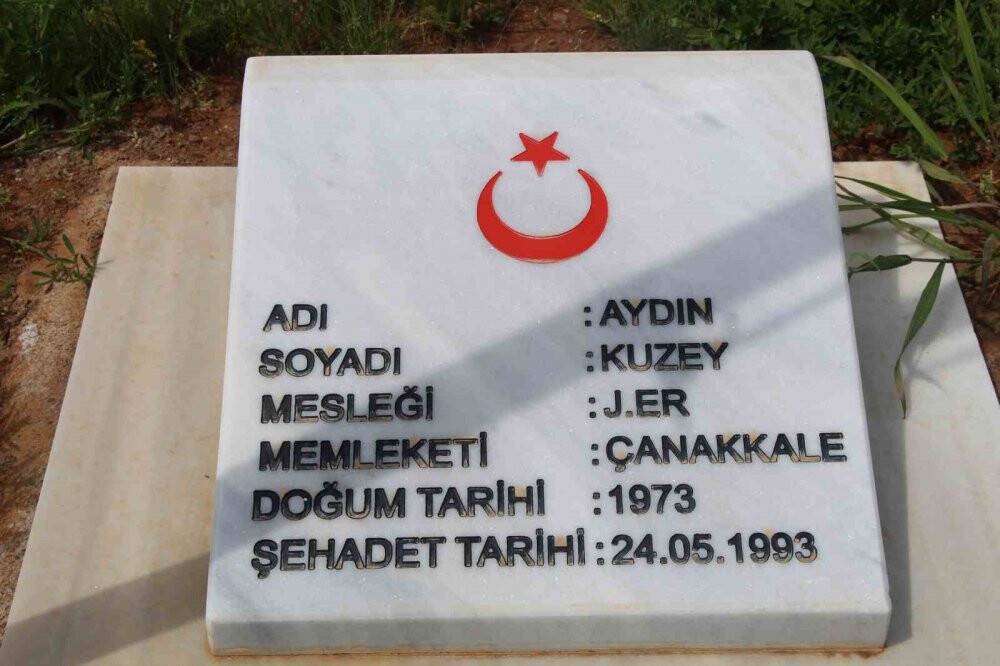 ADI : AYDIN
SOYADI : KUZEY
MESLEĞİ : J.ER
MEMLEKETİ : ÇANAKKALE
DOĞUM TARİHİ : 1973
ŞEHADET TARİHİ : 24.05.1993